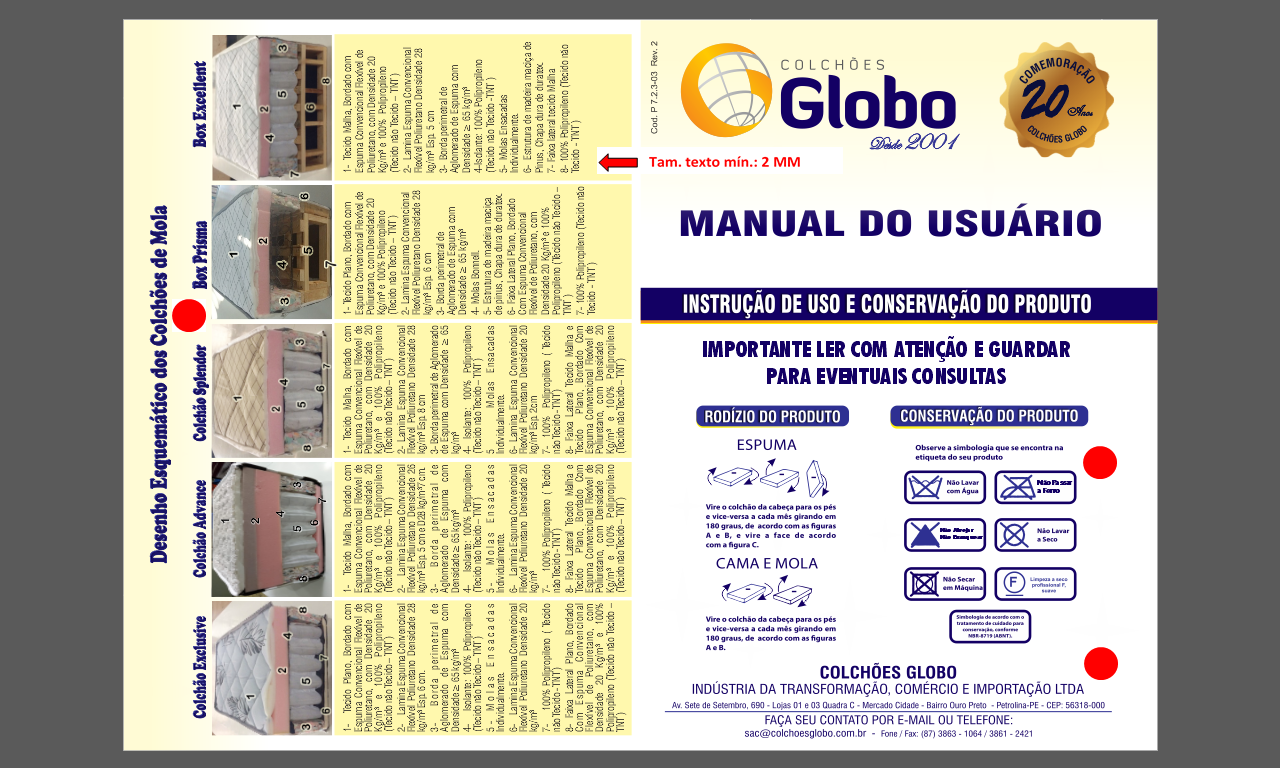 Desenho Esquemático dos Colchões de Mola
Box Excellent
1- Tecido Malha, Bordado com
Espuma Convencional Flexível de
Poliuretano, com Densidade 20
Kg/m³ e 100% Polipropileno
(Tecido não Tecido – TNT)
2- Lamina Espuma Convencional
Flexível Poliuretano Densidade 28
kg/m³ Esp. 5 cm
3- Borda perimetral de
Aglomerado de Espuma com
Densidade ≥ 65 kg/m³
4-Isolante: 100% Polipropileno
(Tecido não Tecido -TNT)
5- Molas Ensacadas
Individualmente.
6- Estrutura de madeira maciça de
Pinus, Chapa dura de duratex.
7- Faixa lateral tecido Malha
8- 100% Polipropileno (Tecido não
Tecido - TNT)
Box Prisma
1- Tecido Plano, Bordado com
Espuma Convencional Flexível de
Poliuretano, com Densidade 20
Kg/m³ e 100% Polipropileno
(Tecido não Tecido – TNT)
2- Lamina Espuma Convencional
Flexível Poliuretano Densidade 28
kg/m³ Esp. 6 cm
3- Borda perimetral de
Aglomerado de Espuma com
Densidade ≥ 65 kg/m³
4- Molas Bonnell.
5- Estrutura de madeira maciça
de pinus, Chapa dura de duratex.
6- Faixa Lateral Plano, Bordado
Com Espuma Convencional
Flexível de Poliuretano, com
Densidade 20 Kg/m³ e 100%
Polipropileno (Tecido não Tecido –
TNT)
7- 100% Polipropileno (Tecido não
Tecido - TNT)
Colchão Splendor
1- Tecido Malha, Bordado com
Espuma Convencional Flexível de
Poliuretano, com Densidade 20
Kg/m³ e 100% Polipropileno
(Tecido não Tecido – TNT)
2- Lamina Espuma Convencional
Flexível Poliuretano Densidade 28
kg/m³ Esp. 8 cm
3- Borda perimetral de Aglomerado
de Espuma com Densidade ≥ 65
kg/m³
4- Isolante: 100% Polipropileno
(Tecido não Tecido – TNT)
5- Molas Ensacadas
Individualmente.
6- Lamina Espuma Convencional
Flexível Poliuretano Densidade 20
kg/m³ Esp. 2cm
7- 100% Polipropileno ( Tecido
não Tecido- TNT)
8- Faixa Lateral Tecido Malha e
Tecido Plano, Bordado Com
Espuma Convencional Flexível de
Poliuretano, com Densidade 20
Kg/m³ e 100% Polipropileno
(Tecido não Tecido – TNT)
Colchão Advance
1- Tecido Malha, Bordado com
Espuma Convencional Flexível de
Poliuretano, com Densidade 20
Kg/m³ e 100% Polipropileno
(Tecido não Tecido – TNT)
2- Lamina Espuma Convencional
Flexível Poliuretano Densidade 26
kg/m³ Esp. 5 cm e D28 kg/m³ 7 cm.
3- Borda perimetral de
Aglomerado de Espuma com
Densidade ≥ 65 kg/m³
4- Isolante: 100% Polipropileno
(Tecido não Tecido – TNT)
5- Molas Ensacadas
Individualmente.
6- Lamina Espuma Convencional
Flexível Poliuretano Densidade 20
kg/m³
7- 100% Polipropileno ( Tecido
não Tecido- TNT)
8- Faixa Lateral Tecido Malha e
Tecido Plano, Bordado Com
Espuma Convencional Flexível de
Poliuretano, com Densidade 20
Kg/m³ e 100% Polipropileno
(Tecido não Tecido – TNT)
Colchão Exclusive
1- Tecido Plano, Bordado com
Espuma Convencional Flexível de
Poliuretano, com Densidade 20
Kg/m³ e 100% Polipropileno
(Tecido não Tecido – TNT)
2- Lamina Espuma Convencional
Flexível Poliuretano Densidade 28
kg/m³ Esp. 6 cm.
3- Borda perimetral de
Aglomerado de Espuma com
Densidade ≥ 65 kg/m³
4- Isolante: 100% Polipropileno
(Tecido não Tecido – TNT)
5- Molas Ensacadas
Individualmente.
6- Lamina Espuma Convencional
Flexível Poliuretano Densidade 20
kg/m³
7- 100% Polipropileno ( Tecido
não Tecido- TNT)
8- Faixa Lateral Plano, Bordado
Com Espuma Convencional
Flexível de Poliuretano, com
Densidade 20 Kg/m³ e 100%
Polipropileno (Tecido não Tecido –
TNT)
Cod. P 7.2.3-03 Rev. 2
COLCHÕES
Globo
Desde 2001
COMEMORAÇÃO
20 Anos
COLCHÕES GLOBO
Tam. texto mín.: 2 MM
MANUAL DO USUÁRIO
INSTRUÇÃO DE USO E CONSERVAÇÃO DO PRODUTO
IMPORTANTE LER COM ATENÇÃO E GUARDAR
PARA EVENTUAIS CONSULTAS
RODÍZIO DO PRODUTO
ESPUMA
Vire o colchão da cabeça para os pés
e vice-versa a cada mês girando em
180 graus, de acordo com as figuras
A e B, e vire a face de acordo
com a figura C.
CAMA E MOLA
Vire o colchão da cabeça para os pés
e vice-versa a cada mês girando em
180 graus, de acordo com as figuras
A e B.
CONSERVAÇÃO DO PRODUTO
Observe a simbologia que se encontra na
etiqueta do seu produto
Não Lavar
com Água
Não Passar
a Ferro
Não Alvejar
Não Branquear
Não Lavar
a Seco
Não Secar
em Máquina
F
Limpeza a seco
profissional F,
suave
Simbologia de acordo com o
tratamento de cuidado para
conservação, conforme
NBR-8719 (ABNT).
COLCHÕES GLOBO
INDÚSTRIA DA TRANSFORMAÇÃO, COMÉRCIO E IMPORTAÇÃO LTDA
Av. Sete de Setembro, 690 - Lojas 01 e 03 Quadra C - Mercado Cidade - Bairro Ouro Preto - Petrolina-PE - CEP: 56318-000
FAÇA SEU CONTATO POR E-MAIL OU TELEFONE:
sac@colchoesglobo.com.br - Fone / Fax: (87) 3863 - 1064 / 3861 - 2421